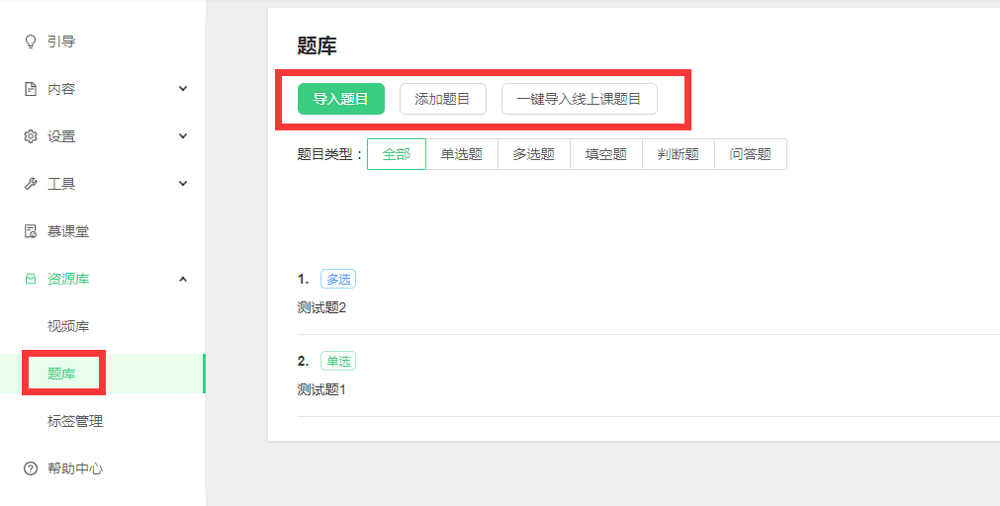 引导
内容
设置
工具
慕课堂
资源库
视频库
题库
标签管理
帮助中心
题库
导入题目 添加题目 一键导入线上课题目
题目类型： 全部 单选题 多选题 填空题 判断题 问答题
1. 多选
测试题2
2. 单选
测试题1